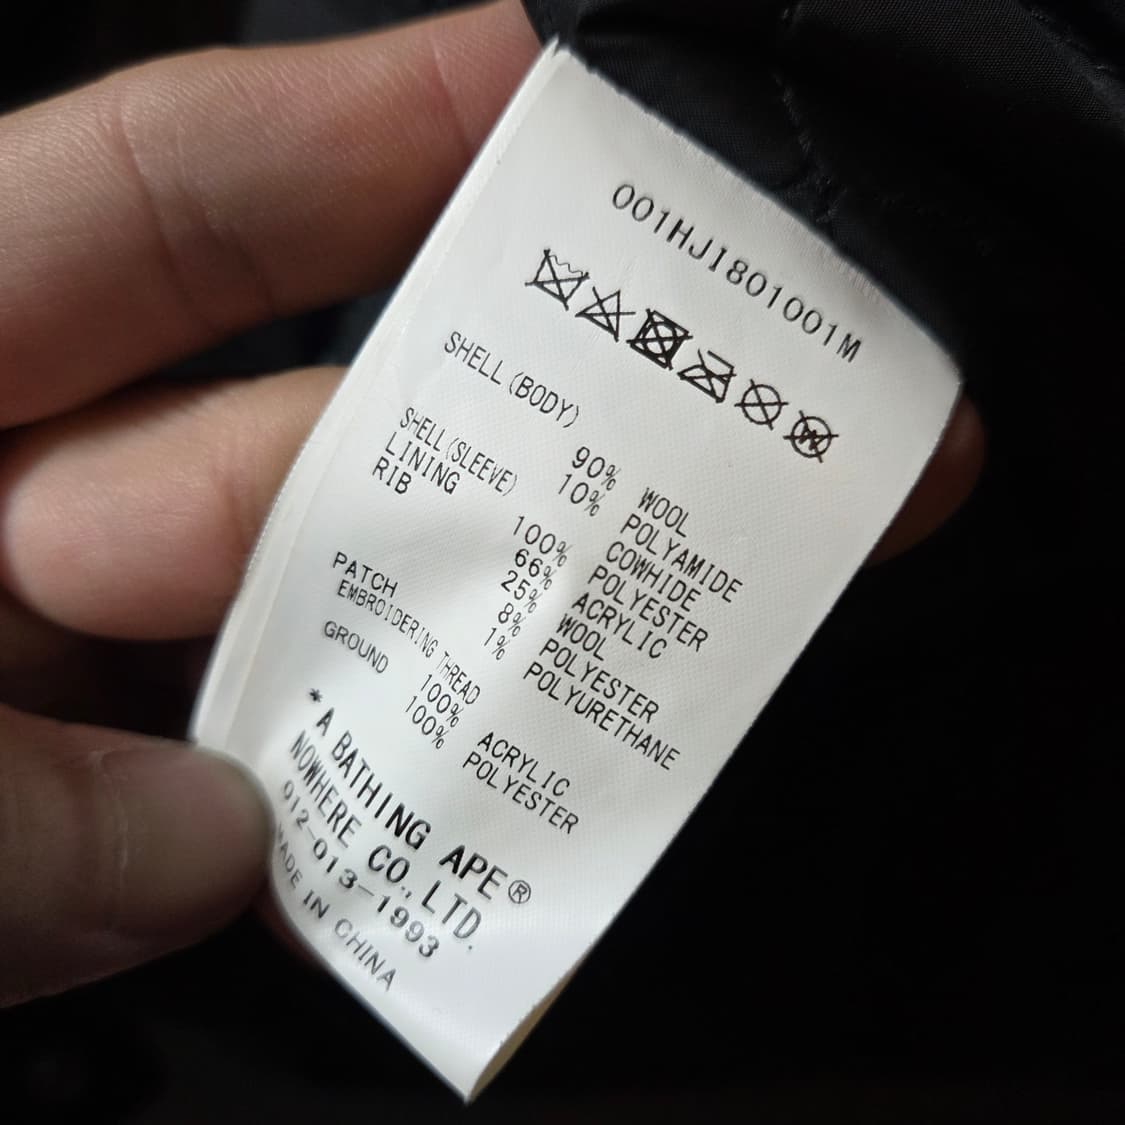 001HJI801001M
SHELL(BODY)
90% WOOL
10% POLYAMIDE
SHELL(SLEEVE) COWHIDE
LINING 100% POLYESTER
RIB 66% ACRYLIC
25% WOOL
8% POLYESTER
1% POLYURETHANE
PATCH
EMBROIDERING THREAD
100% ACRYLIC
GROUND 100% POLYESTER
*A BATHING APE®
NOWHERE CO., LTD.
012-013-1993
MADE IN CHINA